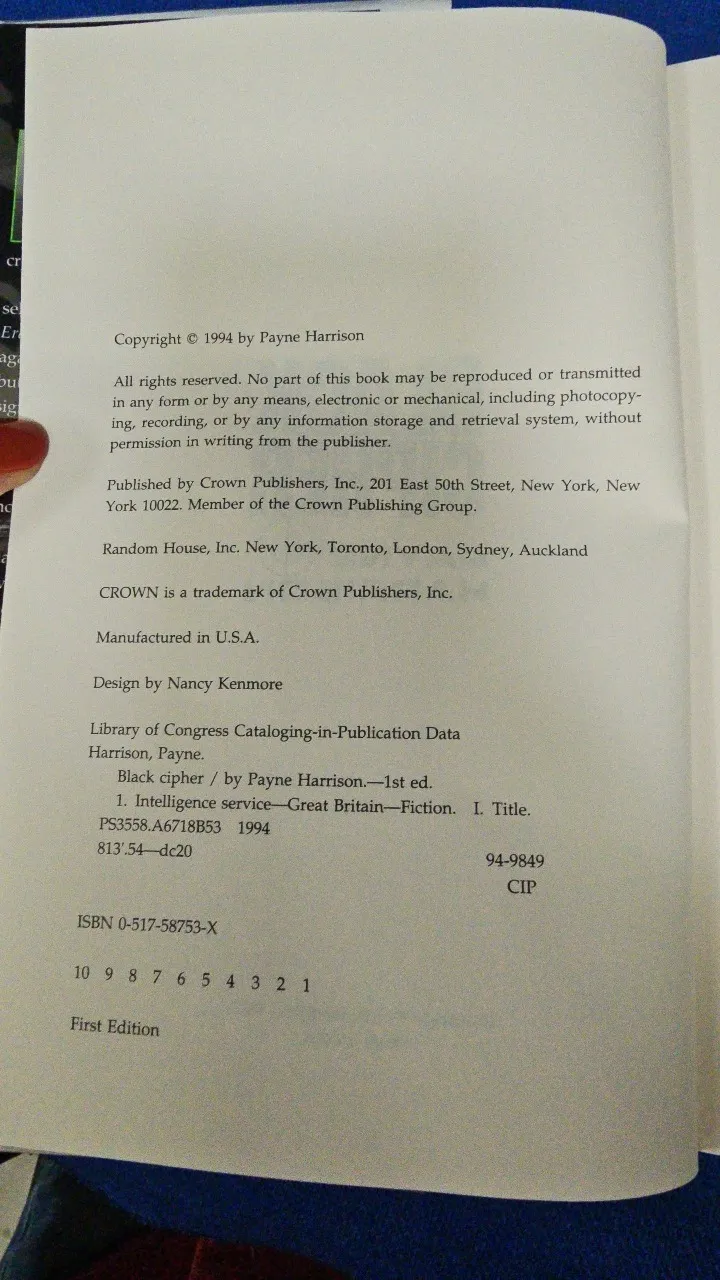 Copyright © 1994 by Payne Harrison
All rights reserved. No part of this book may be reproduced or transmitted
in any form or by any means, electronic or mechanical, including photocopy-
ing, recording, or by any information storage and retrieval system, without
permission in writing from the publisher.
Published by Crown Publishers, Inc., 201 East 50th Street, New York, New
York 10022. Member of the Crown Publishing Group.
Random House, Inc. New York, Toronto, London, Sydney, Auckland
CROWN is a trademark of Crown Publishers, Inc.
Manufactured in U.S.A.
Design by Nancy Kenmore
Library of Congress Cataloging-in-Publication Data
Harrison, Payne.
Black cipher / by Payne Harrison.—1st ed.
1. Intelligence service—Great Britain—Fiction. I. Title.
PS3558.A6718B53 1994
813'.54—dc20
94-9849
CIP
ISBN 0-517-58753-X
10 9 8 7 6 5 4 3 2 1
First Edition